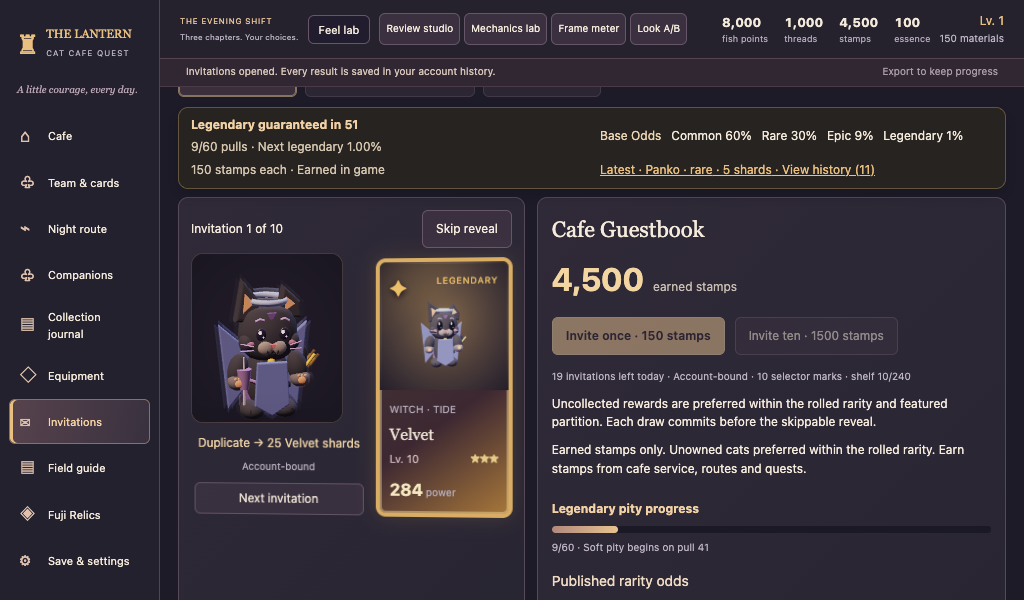 THE LANTERN
CAT CAFE QUEST
A little courage, every day.
Cafe
Team & cards
Night route
Companions
Collection
journal
Equipment
Invitations
Field guide
Fuji Relics
Save & settings
THE EVENING SHIFT
Three chapters. Your choices.
Feel lab
Review studio
Mechanics lab
Frame meter
Look A/B
8,000
fish points
1,000
threads
4,500
stamps
100
essence
Lv. 1
150 materials
Invitations opened. Every result is saved in your account history.
Export to keep progress
Legendary guaranteed in 51
9/60 pulls · Next legendary 1.00%
150 stamps each · Earned in game
Base Odds Common 60% Rare 30% Epic 9% Legendary 1%
Latest · Panko · rare · 5 shards · View history (11)
Invitation 1 of 10
Skip reveal
LEGENDARY
WITCH · TIDE
Velvet
Lv. 10
284 power
Duplicate → 25 Velvet shards
Account-bound
Next invitation
Cafe Guestbook
4,500 earned stamps
Invite once · 150 stamps
Invite ten · 1500 stamps
19 invitations left today · Account-bound · 10 selector marks · shelf 10/240
Uncollected rewards are preferred within the rolled rarity and featured
partition. Each draw commits before the skippable reveal.
Earned stamps only. Unowned cats preferred within the rolled rarity. Earn
stamps from cafe service, routes and quests.
Legendary pity progress
9/60 · Soft pity begins on pull 41
Published rarity odds